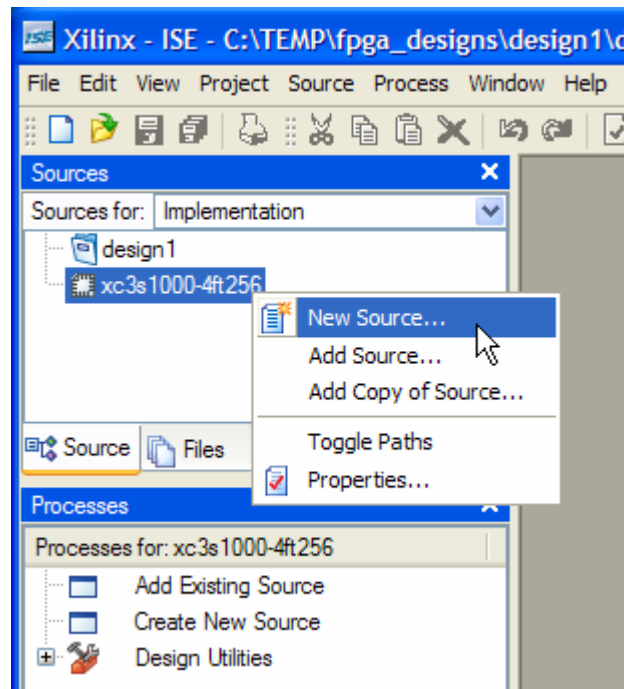 ISE Xilinx - ISE - C:\TEMP\fpga_designs\design1\d
File Edit View Project Source Process Window Help
Sources
Sources for: Implementation
design1
xc3s1000-4ft256
New Source...
Add Source...
Add Copy of Source...
Toggle Paths
Properties...
Source Files
Processes
Processes for: xc3s1000-4ft256
Add Existing Source
Create New Source
Design Utilities